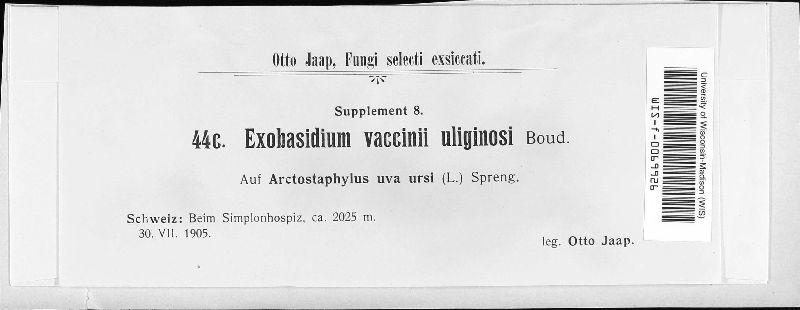 Otto Jaap, Fungi selecti exsiccati.
Supplement 8.
44c. Exobasidium vaccinii uliginosi Boud.
Auf Arctostaphylus uva ursi (L.) Spreng.
Schweiz: Beim Simplonhospiz, ca. 2025 m.
30. VII. 1905.
leg. Otto Jaap.
University of Wisconsin-Madison (WIS)
WIS-f-0069926